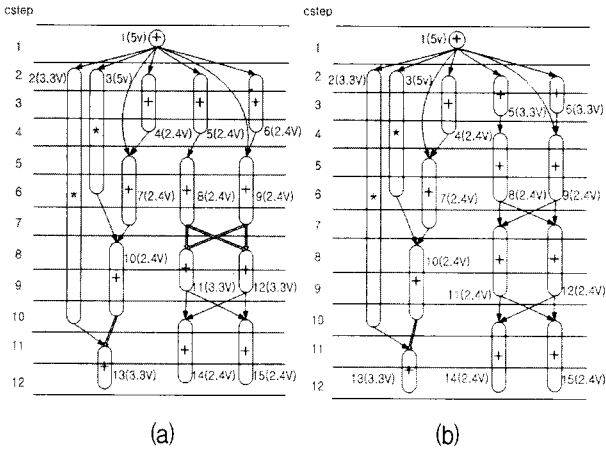 cstep
1
1(5v)
+
2
2(3.3V)
3(5v)
3
+
+
+
4
*
4(2.4V)
5(2.4V)
6(2.4V)
5
6
*
+
+
+
7(2.4V)
8(2.4V)
9(2.4V)
7
8
10(2.4V)
+
+
+
9
11(3.3V)
12(3.3V)
10
11
+
+
+
12
13(3.3V)
14(2.4V)
15(2.4V)
(a)
cstep
1
1(5v)
+
2
2(3.3V)
3(5v)
3
+
+
+
5(3.3V)
6(3.3V)
4
*
4(2.4V)
5
+
+
6
*
+
7(2.4V)
8(2.4V)
9(2.4V)
7
8
10(2.4V)
+
+
+
9
11(2.4V)
12(2.4V)
10
11
+
+
+
12
13(3.3V)
14(2.4V)
15(2.4V)
(b)